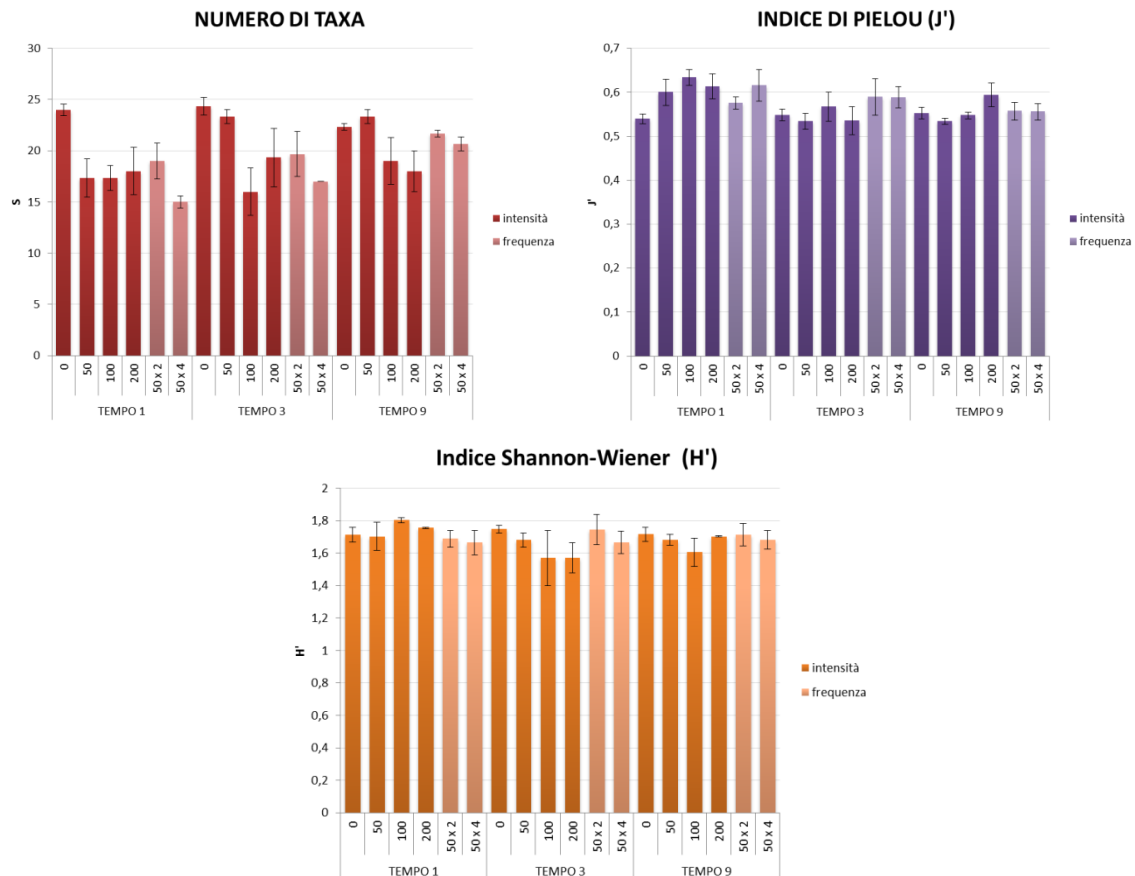 NUMERO DI TAXA
30
25
20
15
10
5
0
S
0 50 100 200 50 x 2 50 x 4 0 50 100 200 50 x 2 50 x 4 0 50 100 200 50 x 2 50 x 4
TEMPO 1 TEMPO 3 TEMPO 9
intensità
frequenza
INDICE DI PIELOU (J')
0,7
0,6
0,5
0,4
0,3
0,2
0,1
0
J'
0 50 100 200 50 x 2 50 x 4 0 50 100 200 50 x 2 50 x 4 0 50 100 200 50 x 2 50 x 4
TEMPO 1 TEMPO 3 TEMPO 9
intensità
frequenza
Indice Shannon-Wiener (H')
2
1,8
1,6
1,4
1,2
1
0,8
0,6
0,4
0,2
0
H'
0 50 100 200 50 x 2 50 x 4 0 50 100 200 50 x 2 50 x 4 0 50 100 200 50 x 2 50 x 4
TEMPO 1 TEMPO 3 TEMPO 9
intensità
frequenza